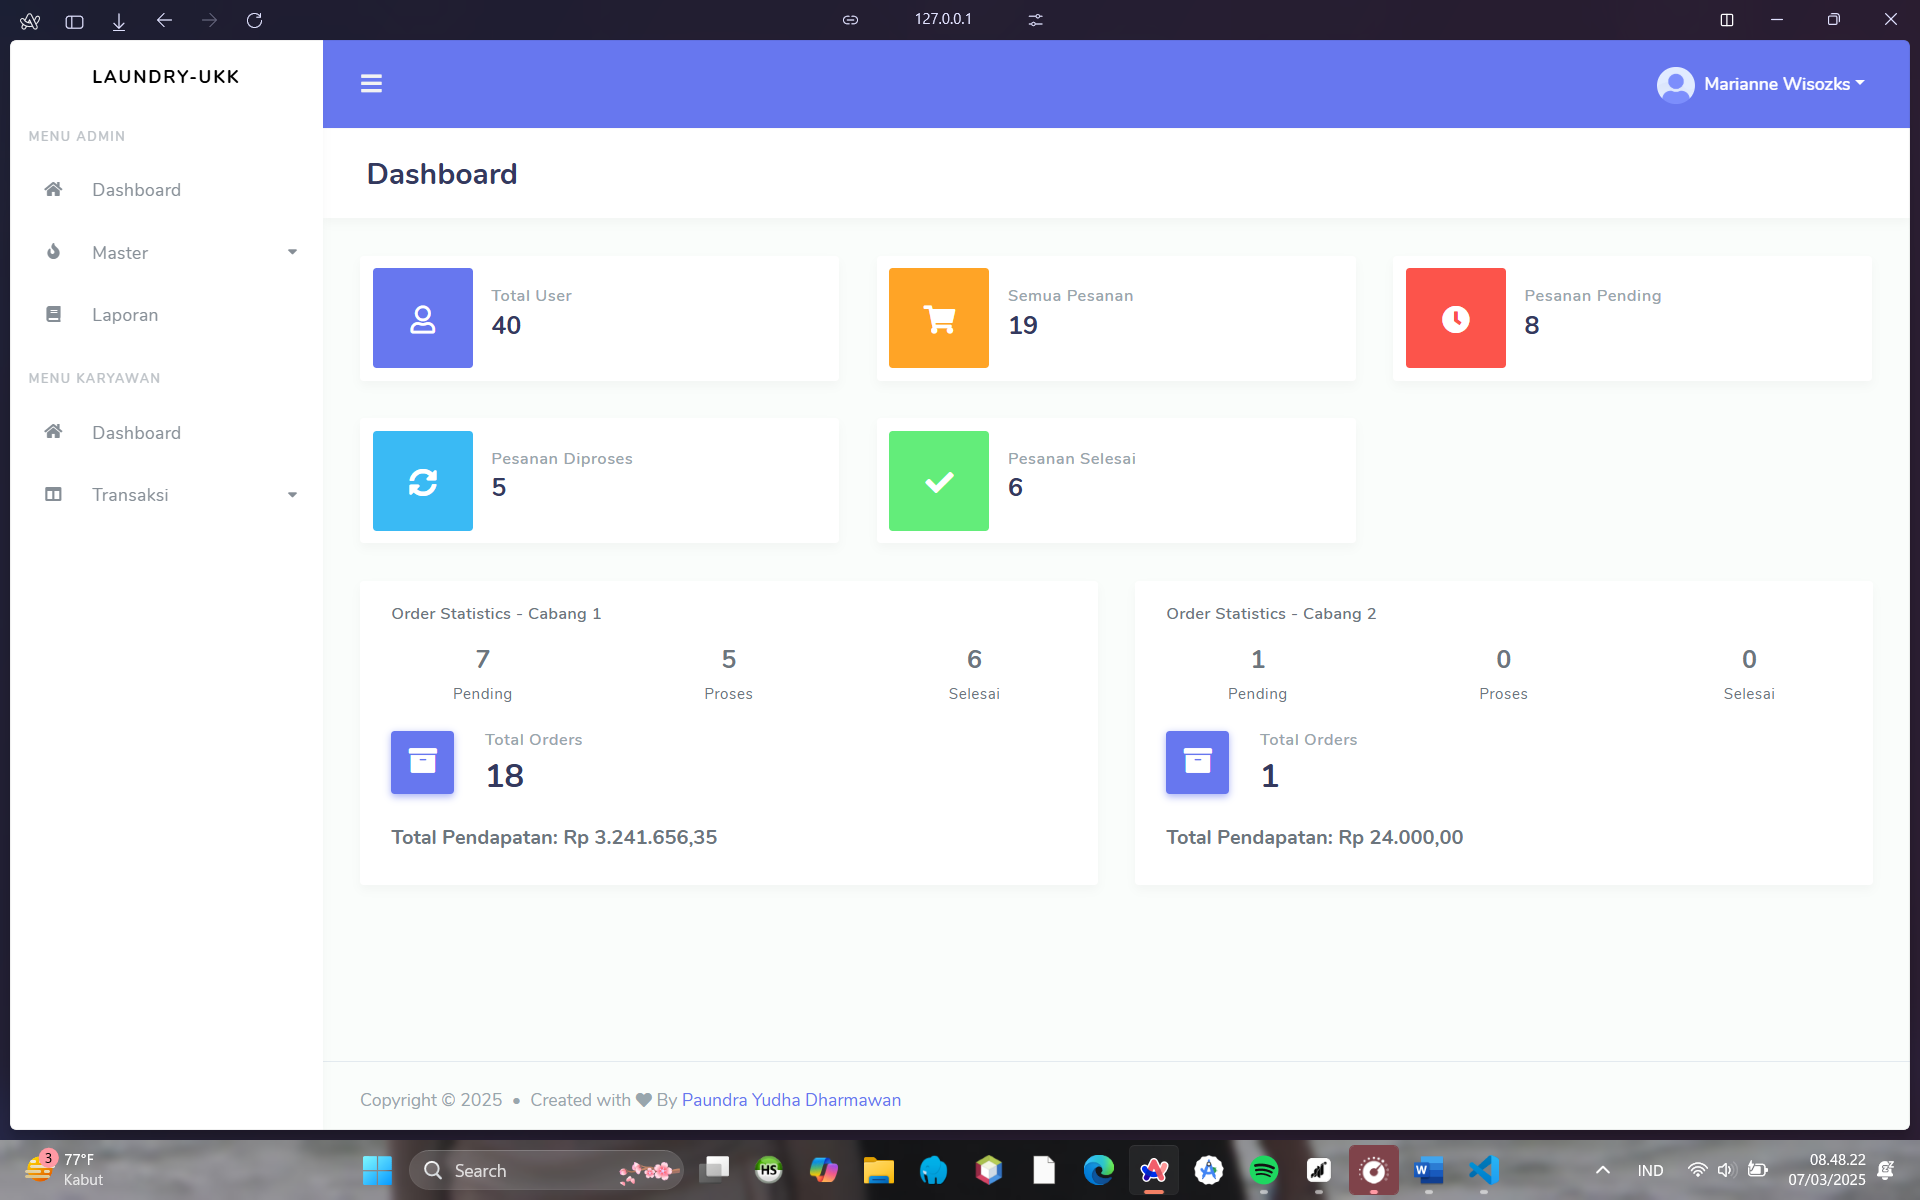 127.0.0.1
LAUNDRY-UKK
Marianne Wisozks
MENU ADMIN
Dashboard
Master
Laporan
MENU KARYAWAN
Dashboard
Transaksi
Dashboard
Total User
40
Semua Pesanan
19
Pesanan Pending
8
Pesanan Diproses
5
Pesanan Selesai
6
Order Statistics - Cabang 1
7
Pending
5
Proses
6
Selesai
Total Orders
18
Total Pendapatan: Rp 3.241.656,35
Order Statistics - Cabang 2
1
Pending
0
Proses
0
Selesai
Total Orders
1
Total Pendapatan: Rp 24.000,00
Copyright © 2025 • Created with ♥ By Paundra Yudha Dharmawan
3
77°F
Kabut
Search
HS
W
IND
08.48.22
07/03/2025